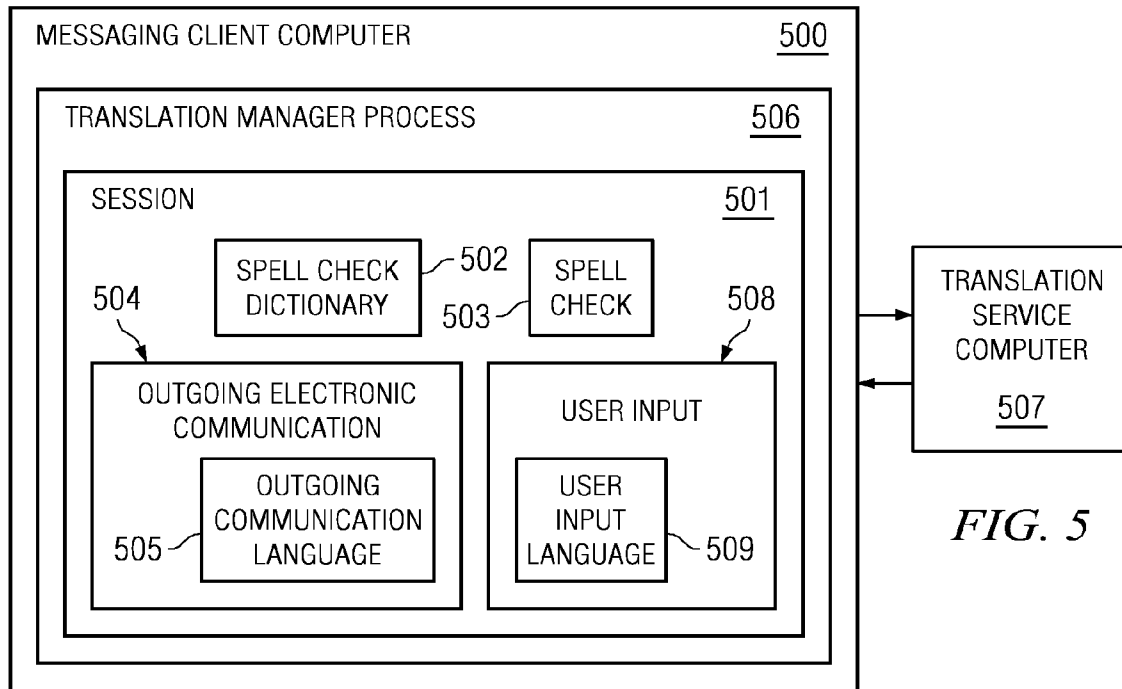 MESSAGING CLIENT COMPUTER 500
TRANSLATION MANAGER PROCESS 506
SESSION 501
SPELL CHECK
DICTIONARY
502
503
SPELL
CHECK
504
OUTGOING ELECTRONIC
COMMUNICATION
OUTGOING
COMMUNICATION
LANGUAGE
505
508
USER INPUT
USER
INPUT
LANGUAGE
509
TRANSLATION
SERVICE
COMPUTER
507
FIG. 5